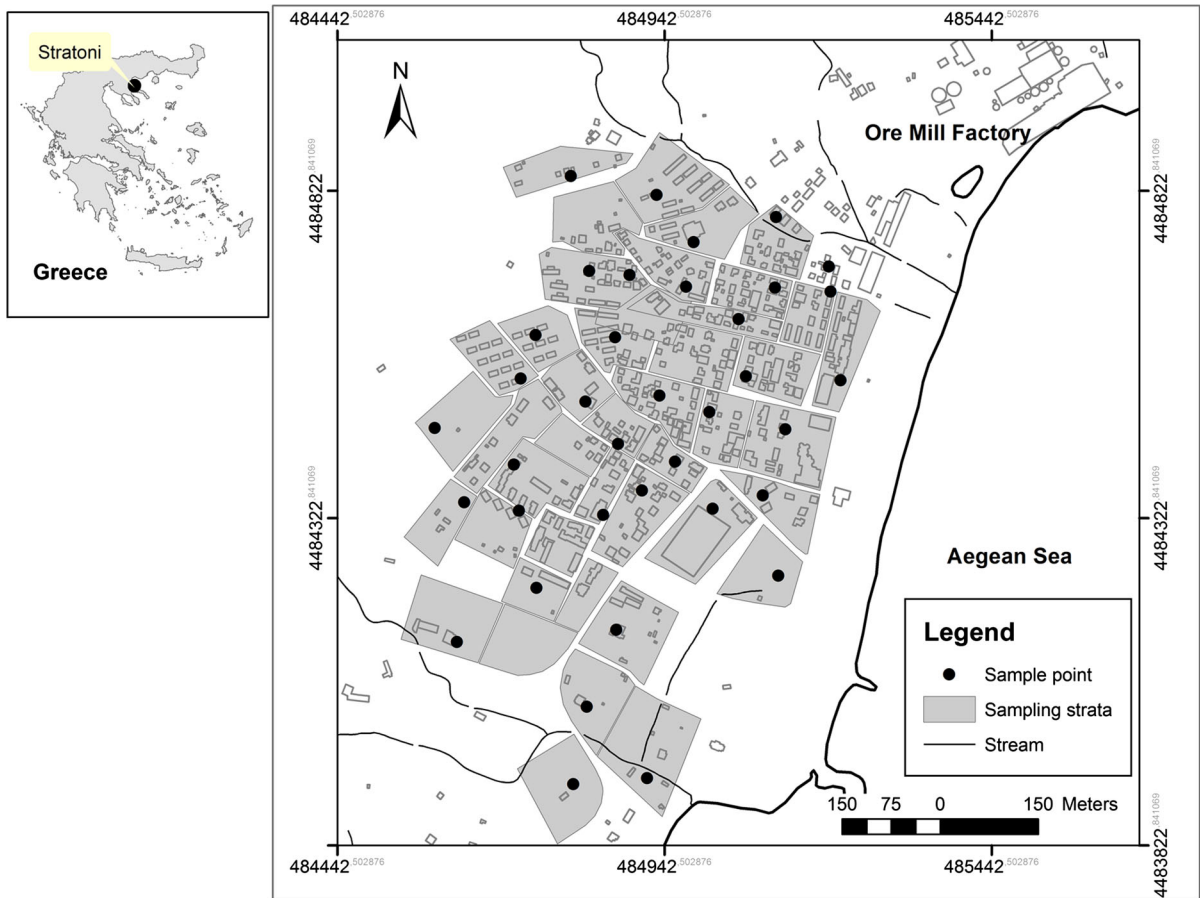 Stratoni
Greece
484442.502876
484942.502876
485442.502876
N
Ore Mill Factory
4484822.841069
4484822.841069
4484322.841069
4484322.841069
Aegean Sea
Legend
Sample point
Sampling strata
Stream
150 75 0 150 Meters
4483822.841069
4483822.841069
484442.502876
484942.502876
485442.502876